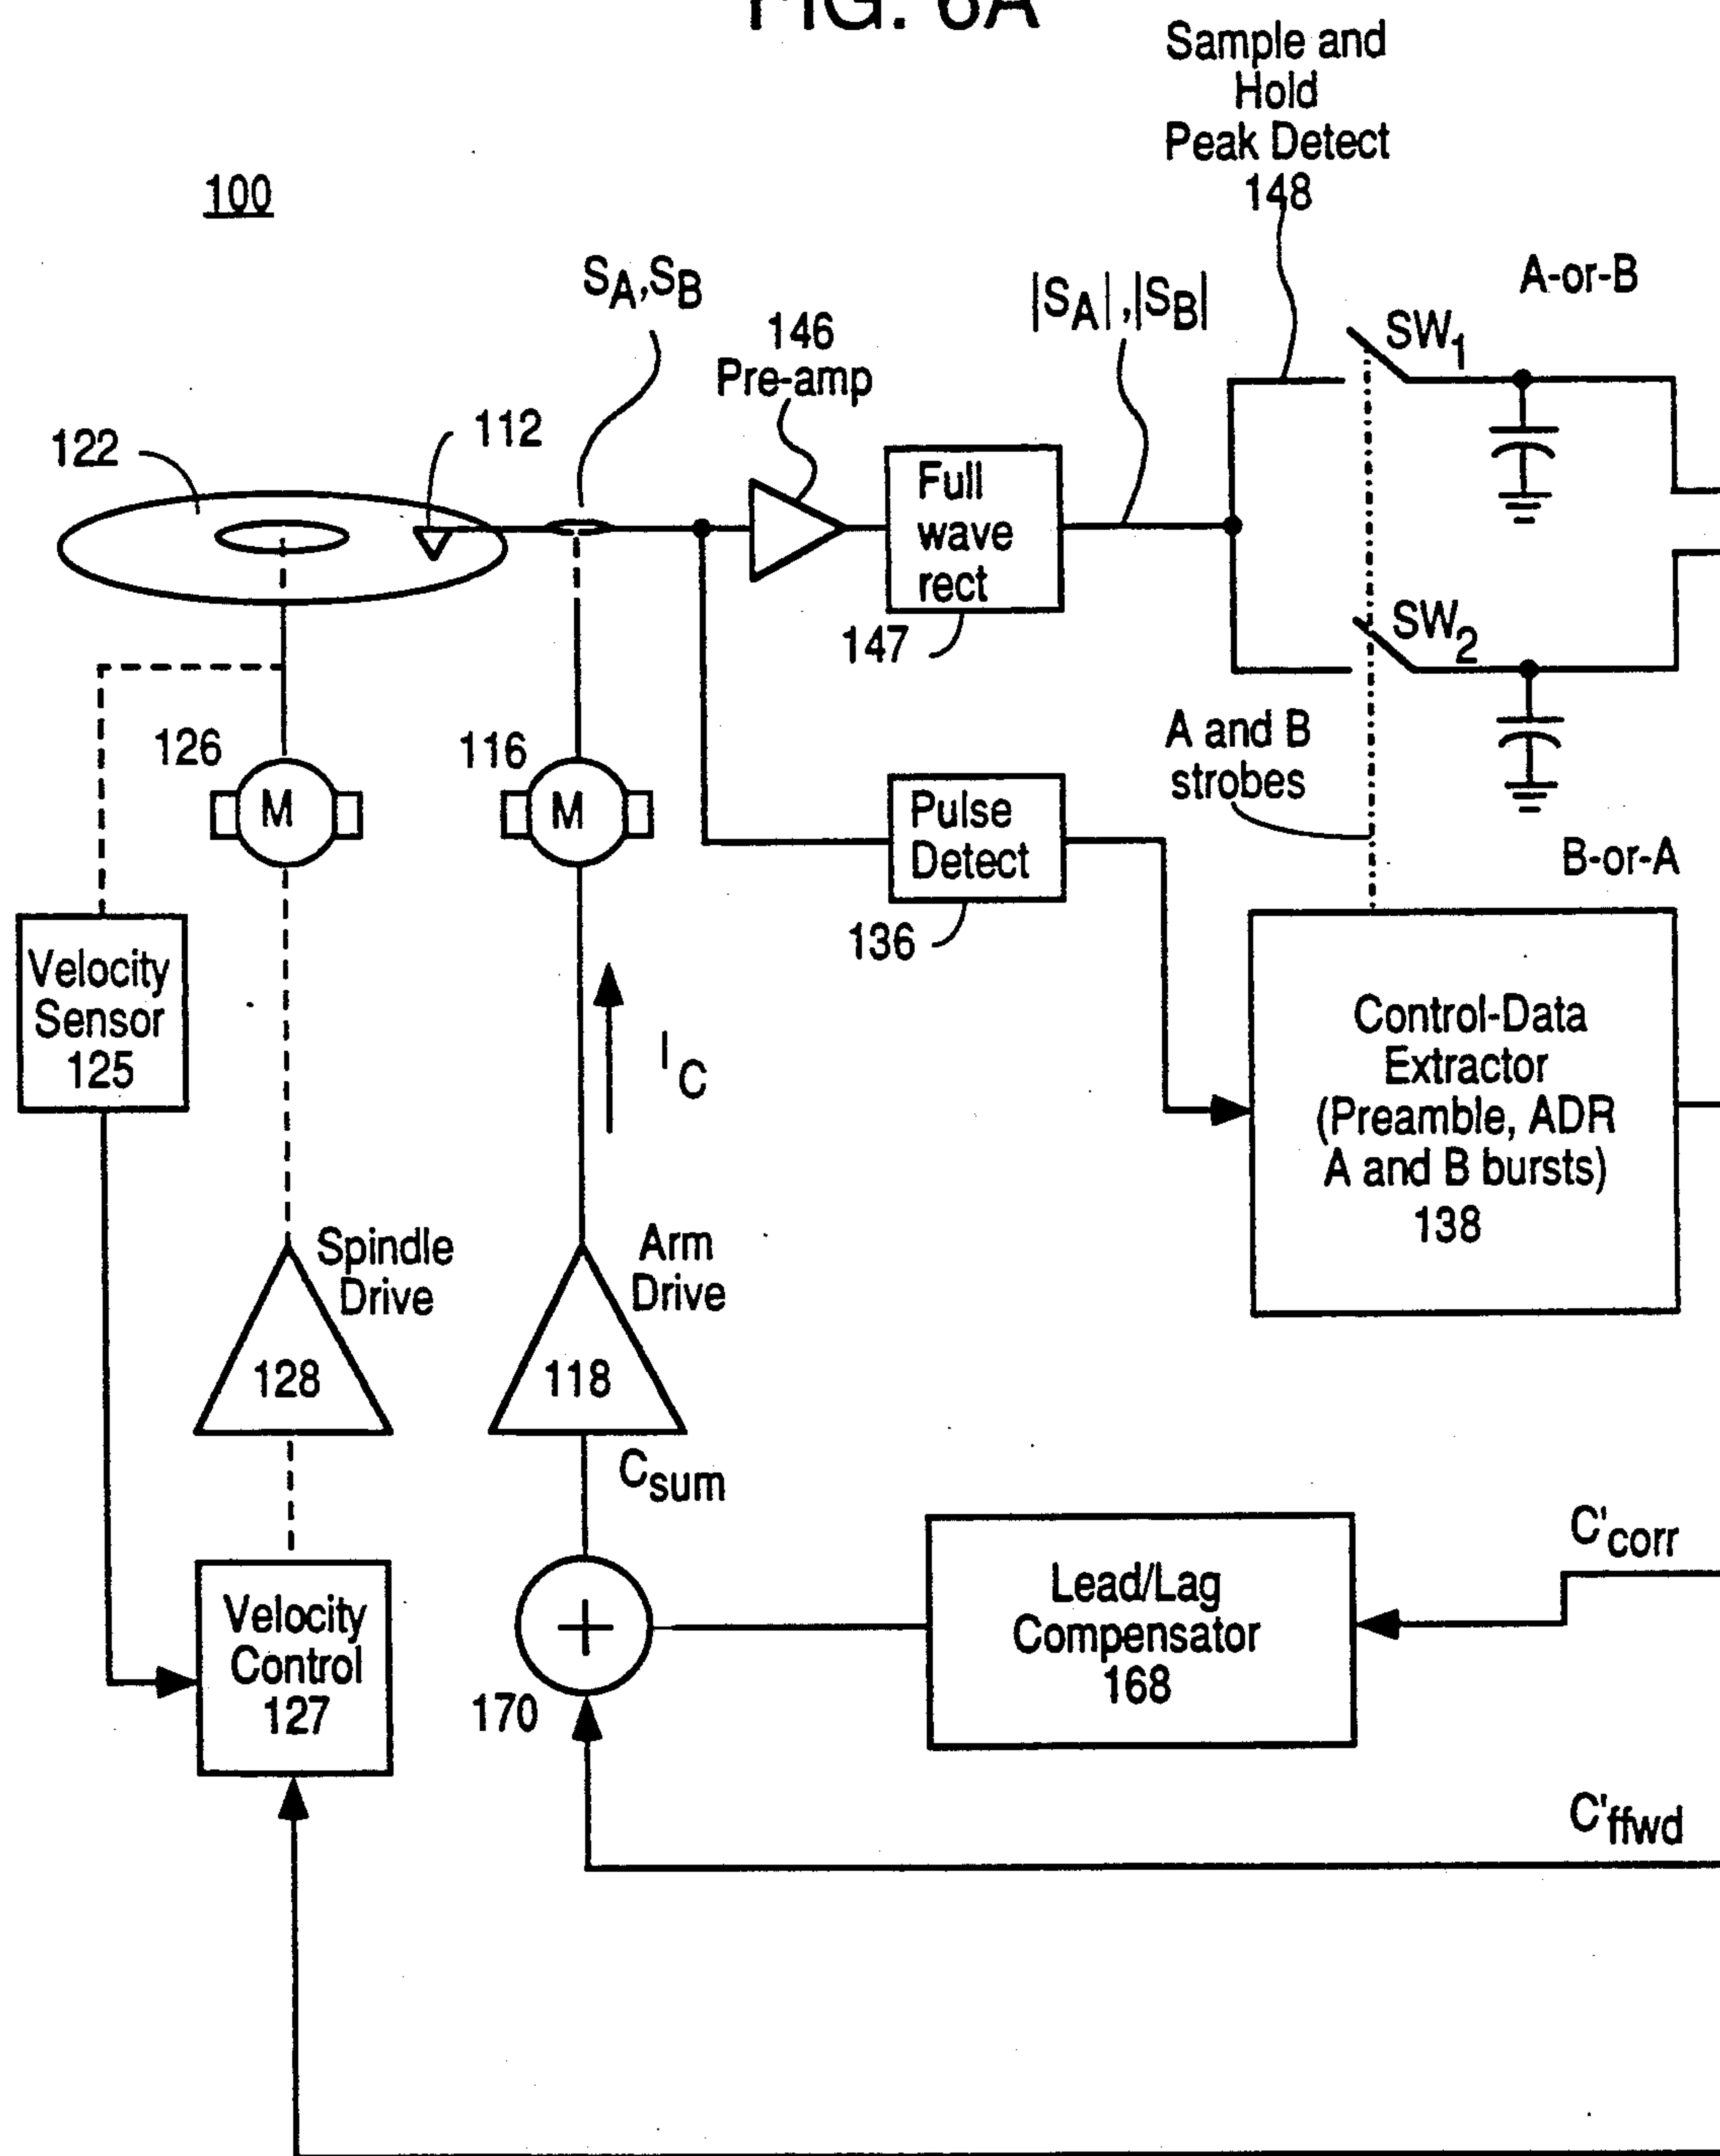 FIG. 6A
Sample and
Hold
Peak Detect
148
100
SA,SB
|SA|,|SB|
A-or-B
146
Pre-amp
SW1
122
112
Full
wave
rect
147
SW2
126
116
M
M
A and B
strobes
Pulse
Detect
136
B-or-A
Velocity
Sensor
125
IC
Control-Data
Extractor
(Preamble, ADR
A and B bursts)
138
Spindle
Drive
128
Arm
Drive
118
Csum
C'corr
Velocity
Control
127
+
170
Lead/Lag
Compensator
168
C'ffwd